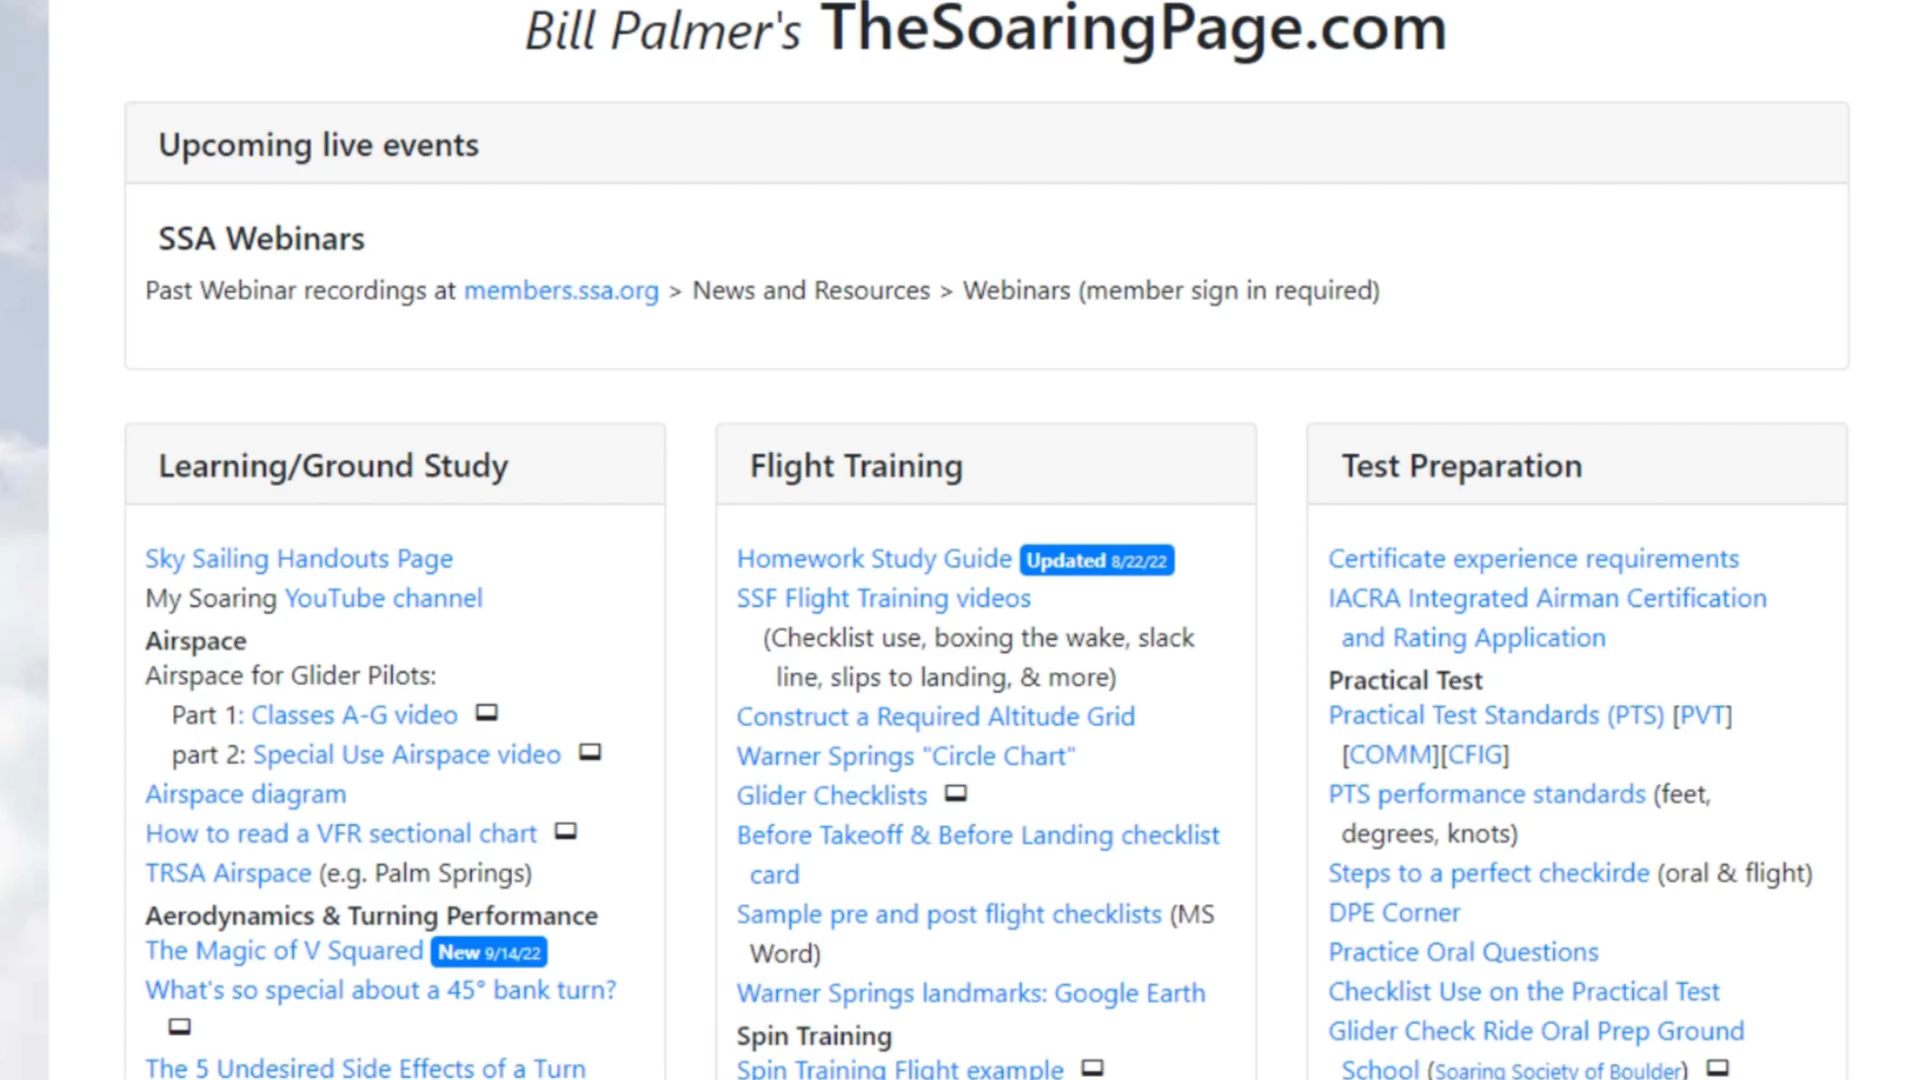 Bill Palmer's TheSoaringPage.com
Upcoming live events
SSA Webinars
Past Webinar recordings at members.ssa.org > News and Resources > Webinars (member sign in required)
Learning/Ground Study
Sky Sailing Handouts Page
My Soaring YouTube channel
Airspace
Airspace for Glider Pilots:
Part 1: Classes A-G video
part 2: Special Use Airspace video
Airspace diagram
How to read a VFR sectional chart
TRSA Airspace (e.g. Palm Springs)
Aerodynamics & Turning Performance
The Magic of V Squared New 9/14/22
What's so special about a 45° bank turn?
The 5 Undesired Side Effects of a Turn
Flight Training
Homework Study Guide Updated 8/22/22
SSF Flight Training videos
(Checklist use, boxing the wake, slack
line, slips to landing, & more)
Construct a Required Altitude Grid
Warner Springs "Circle Chart"
Glider Checklists
Before Takeoff & Before Landing checklist
card
Sample pre and post flight checklists (MS
Word)
Warner Springs landmarks: Google Earth
Spin Training
Spin Training Flight example
Test Preparation
Certificate experience requirements
IACRA Integrated Airman Certification
and Rating Application
Practical Test
Practical Test Standards (PTS) [PVT]
[COMM][CFIG]
PTS performance standards (feet,
degrees, knots)
Steps to a perfect checkirde (oral & flight)
DPE Corner
Practice Oral Questions
Checklist Use on the Practical Test
Glider Check Ride Oral Prep Ground
School (Soaring Society of Boulder)